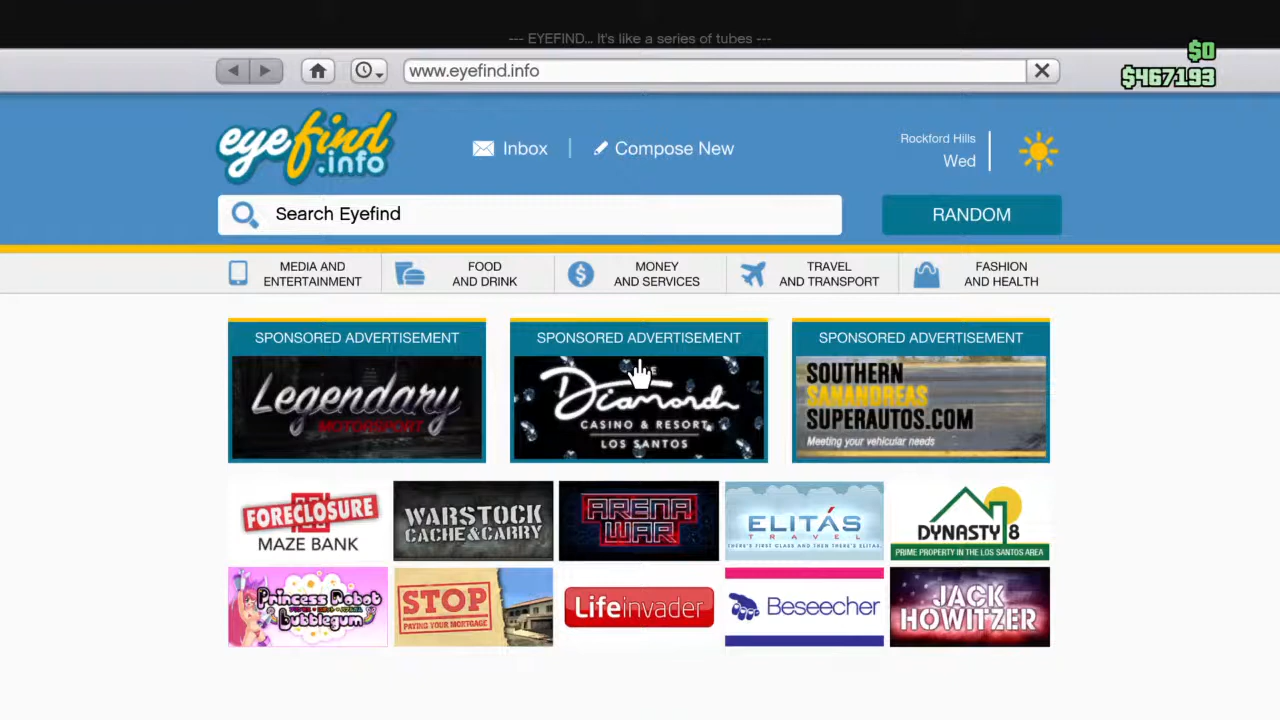 --- EYEFIND... It's like a series of tubes ---
$0
www.eyefind.info
$467193
eyefind
.info
Inbox
Compose New
Rockford Hills
Wed
Search Eyefind
RANDOM
MEDIA AND
ENTERTAINMENT
FOOD
AND DRINK
MONEY
AND SERVICES
TRAVEL
AND TRANSPORT
FASHION
AND HEALTH
SPONSORED ADVERTISEMENT
Legendary
MOTORSPORT
SPONSORED ADVERTISEMENT
Diamond
CASINO & RESORT
LOS SANTOS
SPONSORED ADVERTISEMENT
SOUTHERN
SANANDREAS
SUPERAUTOS.COM
Meeting your vehicular needs
FORECLOSURE
MAZE BANK
WARSTOCK
CACHE&CARRY
ARENA
WAR
ELITÁS
TRAVEL
THERE'S FIRST CLASS AND THEN THERE'S ELITAS.
DYNASTY 8
PRIME PROPERTY IN THE LOS SANTOS AREA
Princess Robot
Bubblegum
STOP
PAYING YOUR MORTGAGE
Lifeinvader
Beseecher
JACK
HOWITZER